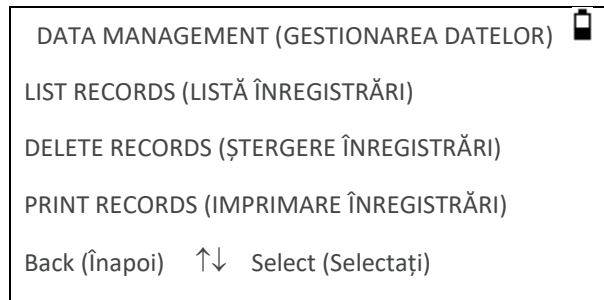 DATA MANAGEMENT (GESTIONAREA DATELOR)
LIST RECORDS (LISTĂ ÎNREGISTRĂRI)
DELETE RECORDS (ȘTERGERE ÎNREGISTRĂRI)
PRINT RECORDS (IMPRIMARE ÎNREGISTRĂRI)
Back (Înapoi) ↑↓ Select (Selectați)